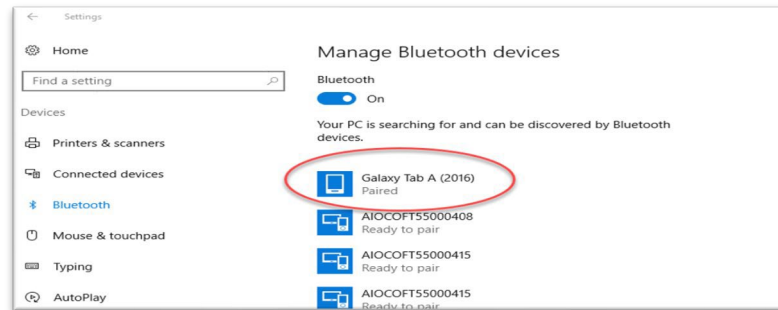 Settings
Home
Find a setting
Devices
Printers & scanners
Connected devices
Bluetooth
Mouse & touchpad
Typing
AutoPlay
Manage Bluetooth devices
Bluetooth
On
Your PC is searching for and can be discovered by Bluetooth
devices.
Galaxy Tab A (2016)
Paired
AIOCOFT55000408
Ready to pair
AIOCOFT55000415
Ready to pair
AIOCOFT55000415
Ready to pair